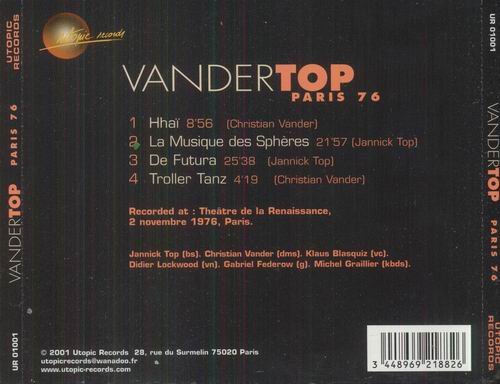 UTOPIC RECORDS
VANDERTOP PARIS 76
UR 01001
utopic records
VANDERTOP
PARIS 76
1 Hhaï 8'56 (Christian Vander)
2 La Musique des Sphères 21'57 (Jannick Top)
3 De Futura 25'38 (Jannick Top)
4 Troller Tanz 4'19 (Christian Vander)
Recorded at : Theâtre de la Renaissance,
2 novembre 1976, Paris.
Jannick Top (bs). Christian Vander (dms). Klaus Blasquiz (vc).
Didier Lockwood (vn). Gabriel Federow (g). Michel Graillier (kbds).
© 2001 Utopic Records 28, rue du Surmelin 75020 Paris
utopicrecords@wanadoo.fr
www.utopic-records.com
3 448969 218826
UR 01001
VANDERTOP PARIS 76
UTOPIC RECORDS